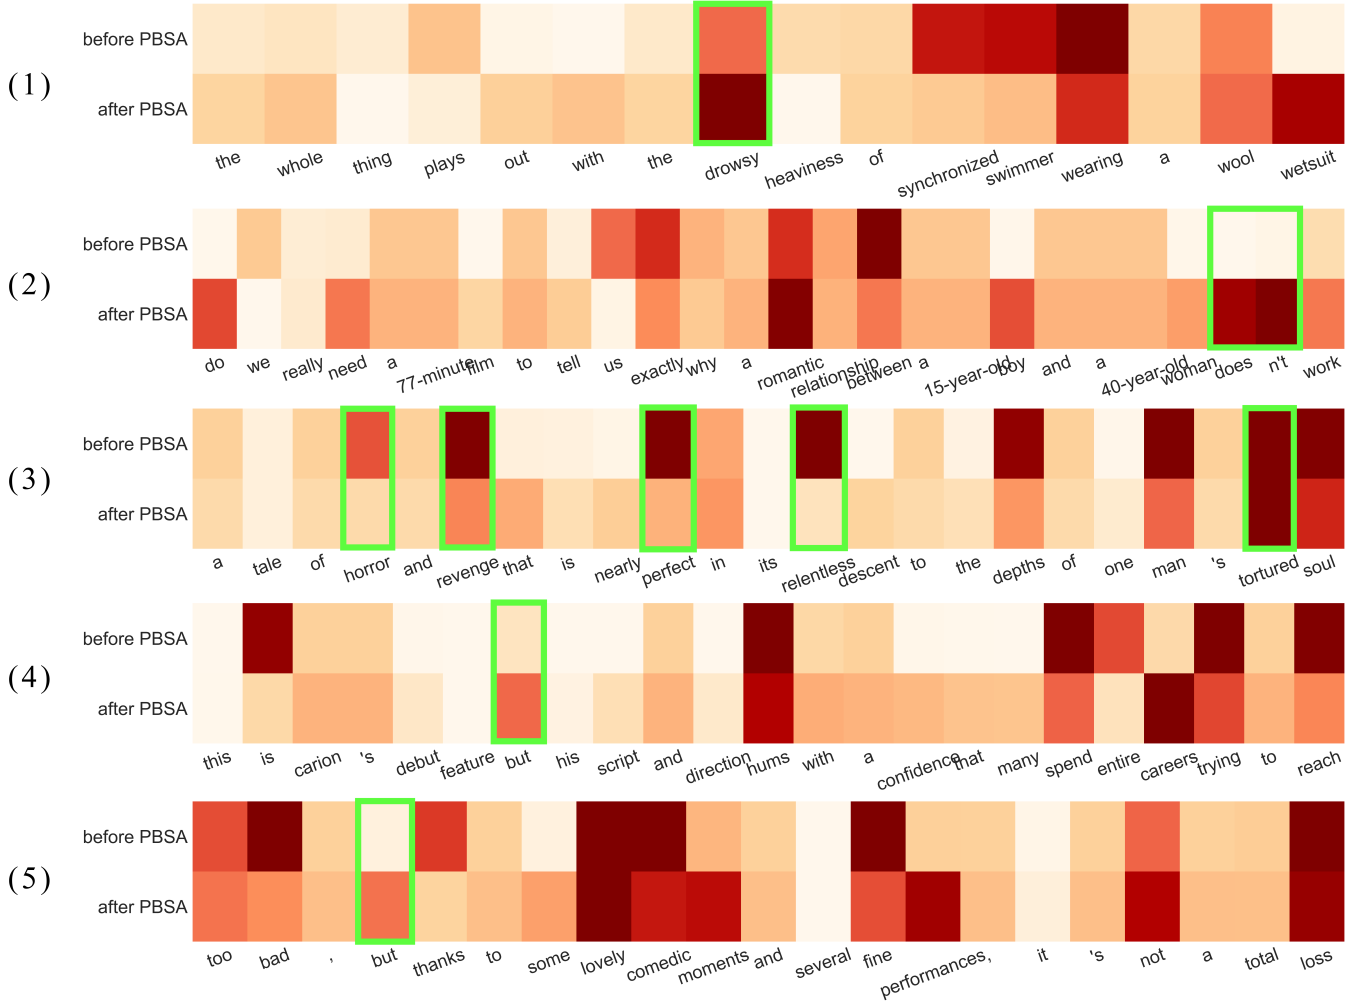 (1)
before PBSA
after PBSA
the whole thing plays out with the drowsy heaviness of synchronized swimmer wearing a wool wetsuit
(2)
before PBSA
after PBSA
do we really need a 77-minute film to tell us exactly why a romantic relationship between a 15-year-old boy and a 40-year-old woman does n't work
(3)
before PBSA
after PBSA
a tale of horror and revenge that is nearly perfect in its relentless descent to the depths of one man 's tortured soul
(4)
before PBSA
after PBSA
this is carion 's debut feature but his script and direction hums with a confidence that many spend entire careers trying to reach
(5)
before PBSA
after PBSA
too bad , but thanks to some lovely comedic moments and several fine performances, it 's not a total loss